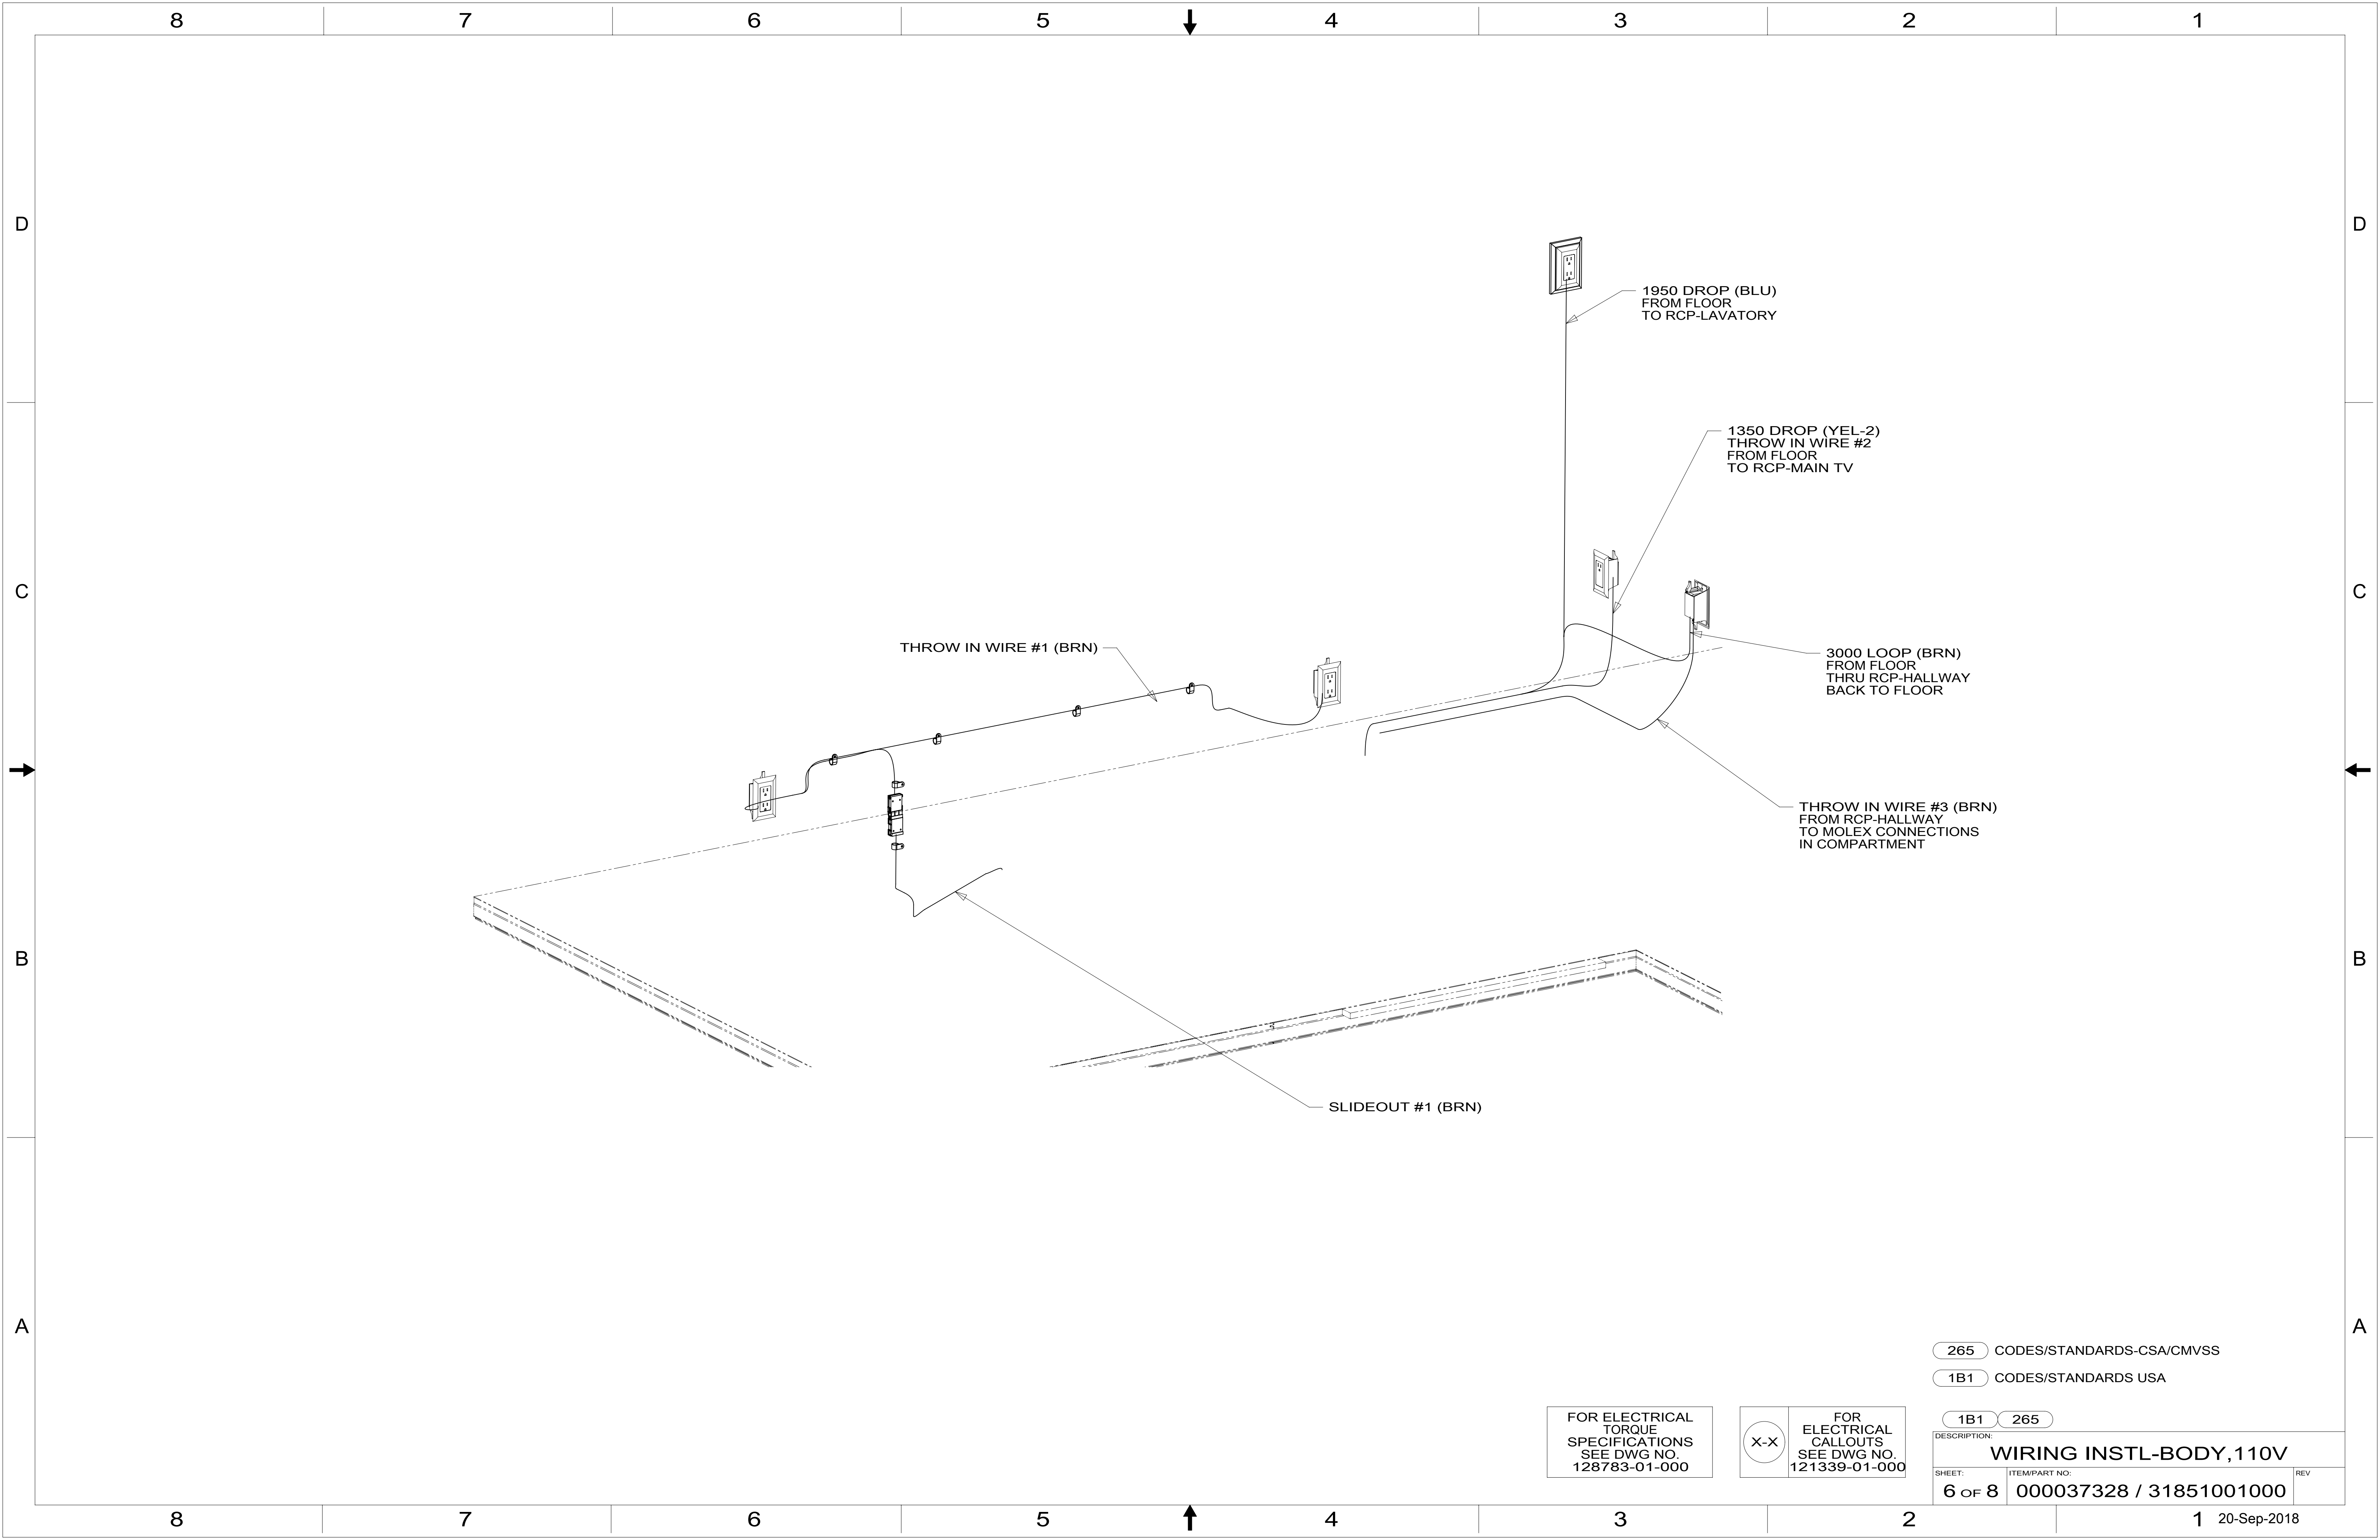 8 7 6 5 4 3 2 1
D D
1950 DROP (BLU)
FROM FLOOR
TO RCP-LAVATORY
1350 DROP (YEL-2)
THROW IN WIRE #2
FROM FLOOR
TO RCP-MAIN TV
C C
THROW IN WIRE #1 (BRN)
3000 LOOP (BRN)
FROM FLOOR
THRU RCP-HALLWAY
BACK TO FLOOR
THROW IN WIRE #3 (BRN)
FROM RCP-HALLWAY
TO MOLEX CONNECTIONS
IN COMPARTMENT
B B
SLIDEOUT #1 (BRN)
A A
265 CODES/STANDARDS-CSA/CMVSS
1B1 CODES/STANDARDS USA
FOR ELECTRICAL
TORQUE
SPECIFICATIONS
SEE DWG NO.
128783-01-000
X-X
FOR
ELECTRICAL
CALLOUTS
SEE DWG NO.
121339-01-000
1B1 265
DESCRIPTION:
WIRING INSTL-BODY,110V
SHEET: ITEM/PART NO: REV
6 OF 8 000037328 / 31851001000
8 7 6 5 4 3 2 1 20-Sep-2018